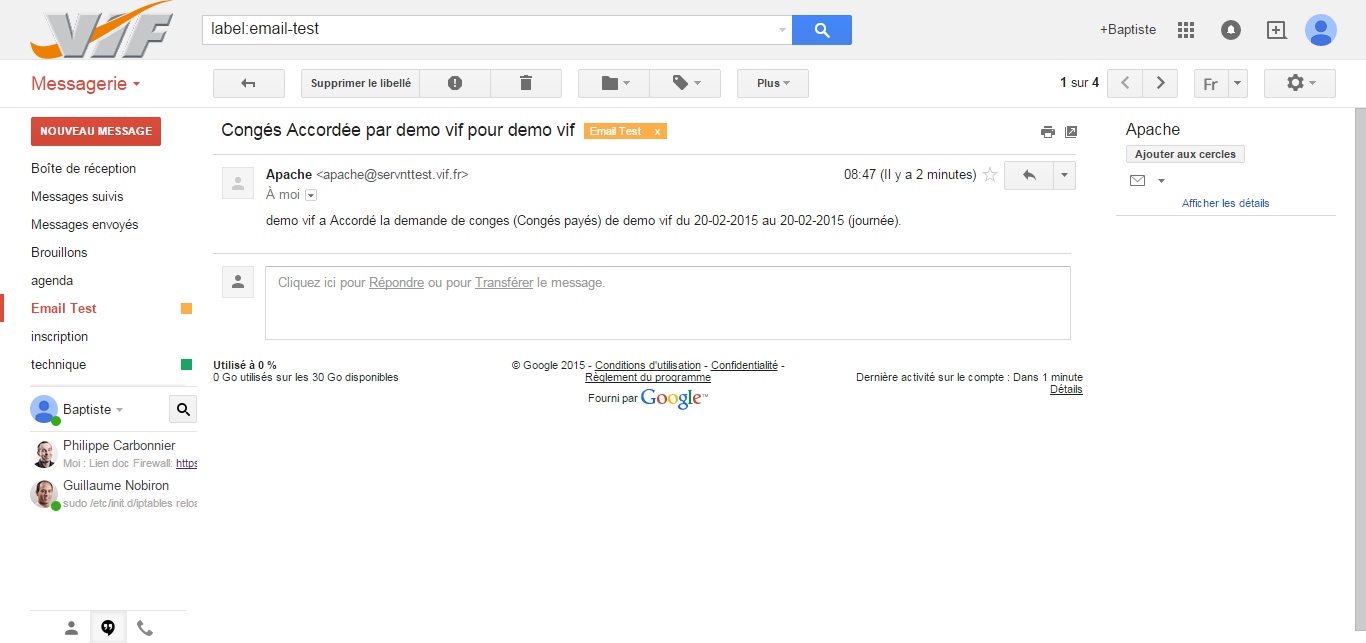 VIF
label:email-test
+Baptiste
Messagerie
Supprimer le libellé
Plus
1 sur 4
Fr
NOUVEAU MESSAGE
Boîte de réception
Messages suivis
Messages envoyés
Brouillons
agenda
Email Test
inscription
technique
Baptiste
Philippe Carbonnier
Moi : Lien doc Firewall: https
Guillaume Nobiron
sudo /etc/init.d/iptables reloa
Congés Accordée par demo vif pour demo vif
Email Test x
Apache <apache@servnttest.vif.fr>
08:47 (Il y a 2 minutes)
À moi
demo vif a Accordé la demande de conges (Congés payés) de demo vif du 20-02-2015 au 20-02-2015 (journée).
Cliquez ici pour Répondre ou pour Transférer le message.
Utilisé à 0 %
0 Go utilisés sur les 30 Go disponibles
© Google 2015 - Conditions d'utilisation - Confidentialité -
Règlement du programme
Fourni par Google™
Dernière activité sur le compte : Dans 1 minute
Détails
Apache
Ajouter aux cercles
Afficher les détails